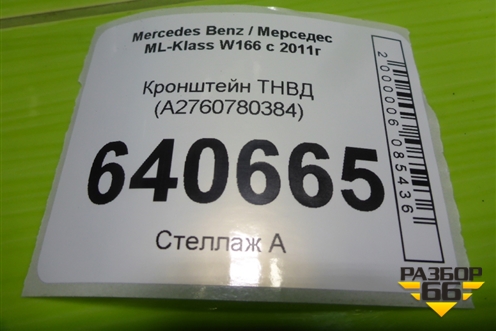 Mercedes Benz / Мерседес
ML-Klass W166 с 2011г
Кронштейн ТНВД
(A2760780384)
640665
Стеллаж А
2000006085436
РАЗБОР
66